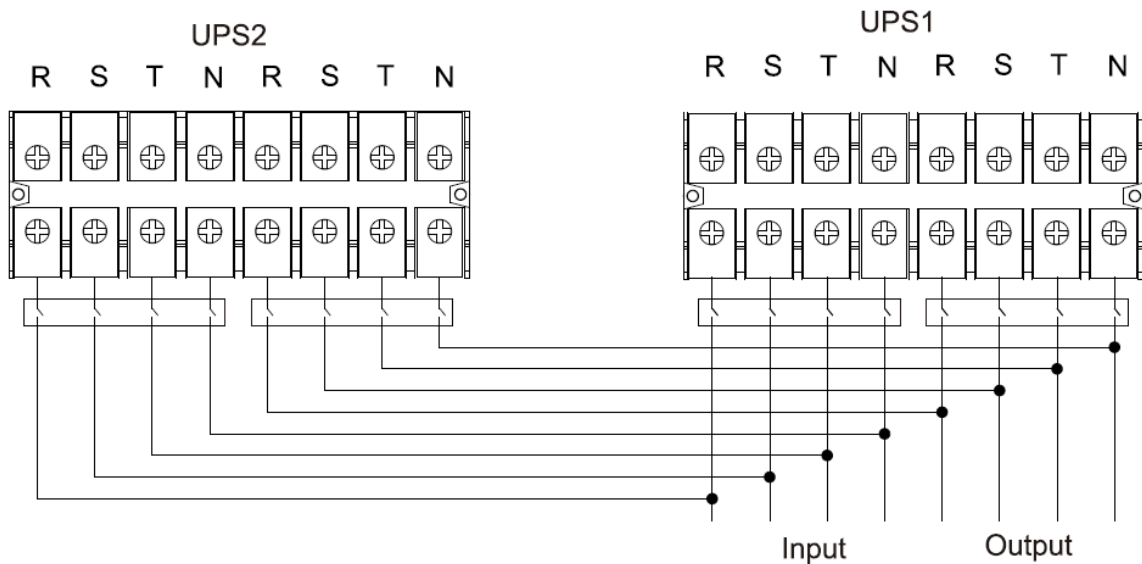 UPS2
UPS1
R S T N R S T N
R S T N R S T N
Input
Output